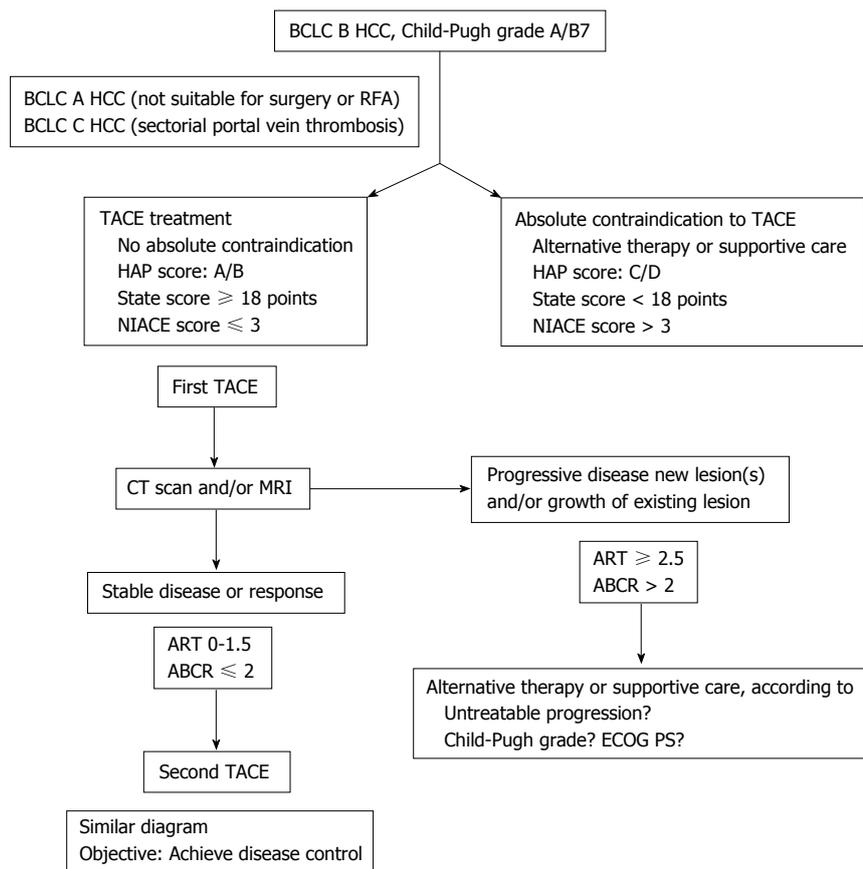 BCLC B HCC, Child-Pugh grade A/B7
BCLC A HCC (not suitable for surgery or RFA)
BCLC C HCC (sectorial portal vein thrombosis)
TACE treatment
No absolute contraindication
HAP score: A/B
State score ⩾ 18 points
NIACE score ⩽ 3
Absolute contraindication to TACE
Alternative therapy or supportive care
HAP score: C/D
State score < 18 points
NIACE score > 3
First TACE
CT scan and/or MRI
Progressive disease new lesion(s)
and/or growth of existing lesion
Stable disease or response
ART ⩾ 2.5
ABCR > 2
ART 0-1.5
ABCR ⩽ 2
Alternative therapy or supportive care, according to
Untreatable progression?
Child-Pugh grade? ECOG PS?
Second TACE
Similar diagram
Objective: Achieve disease control